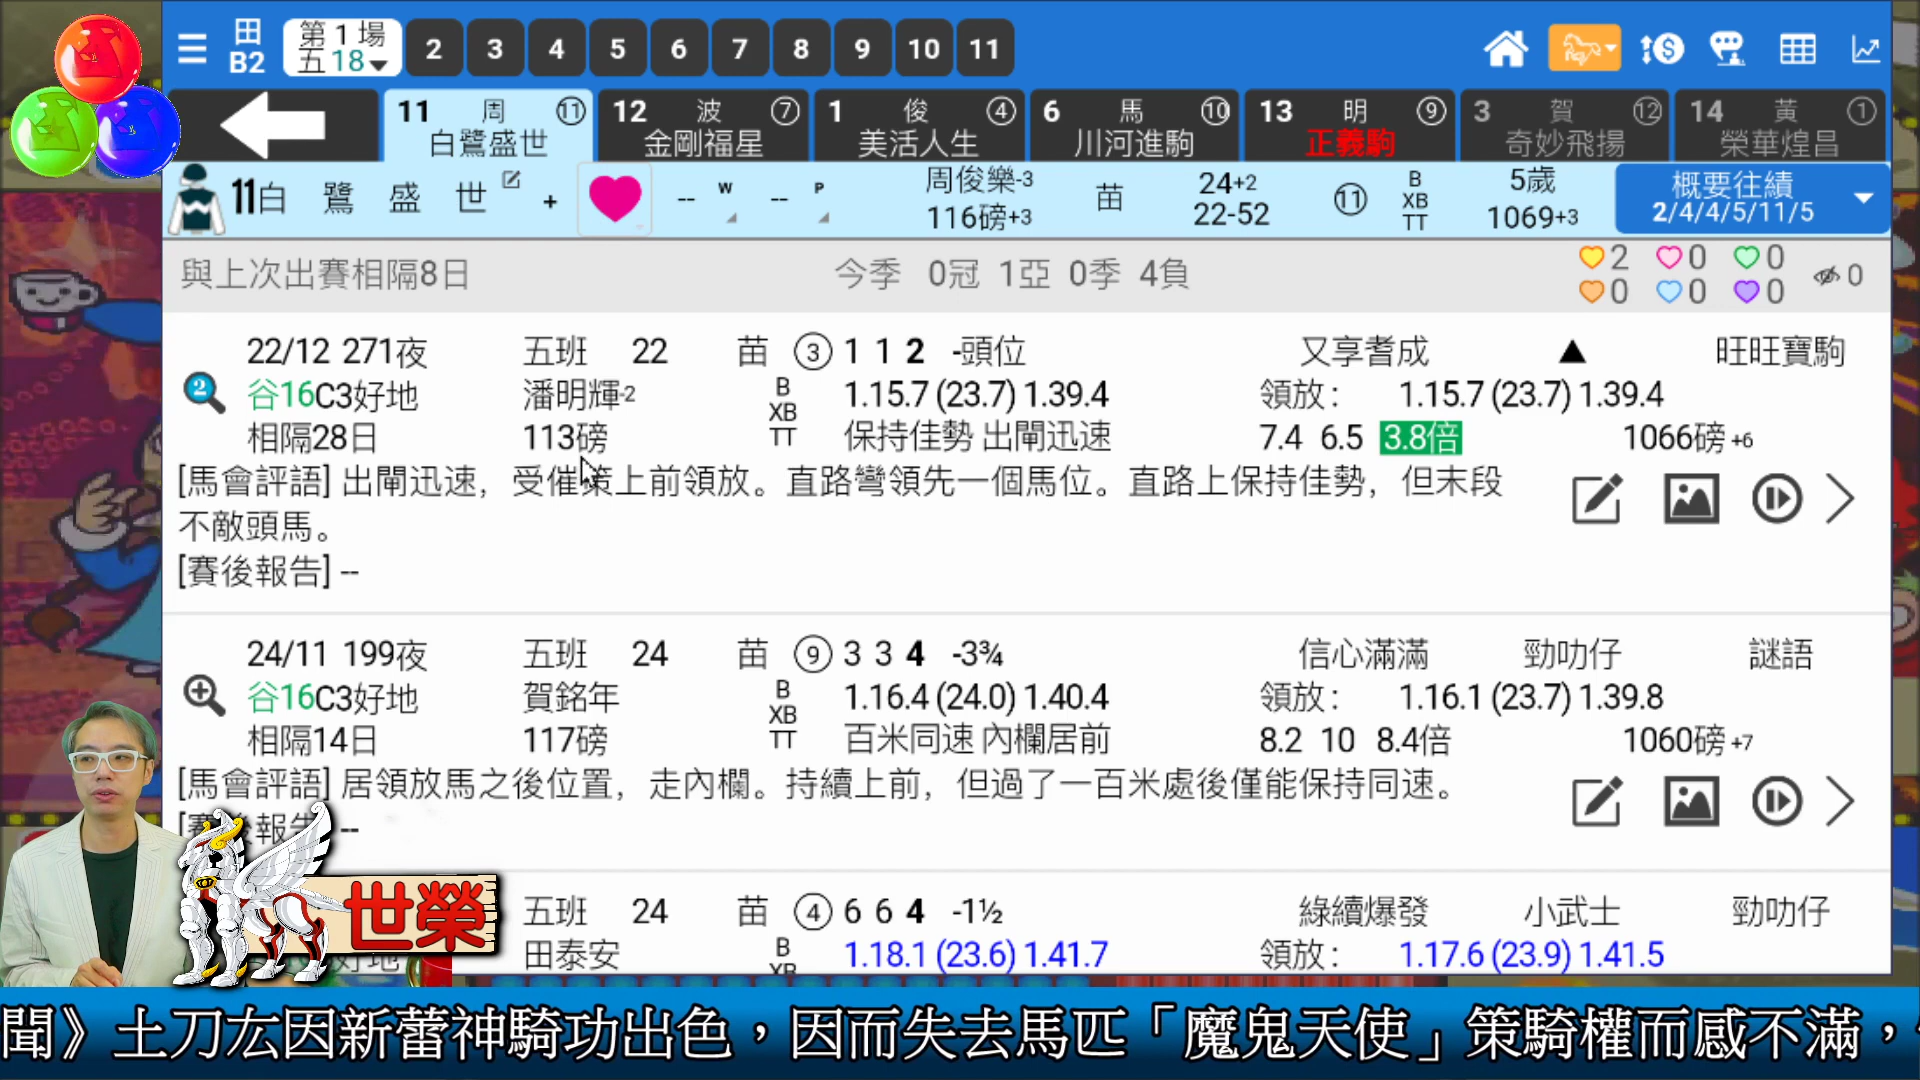 田
B2
第 1 場
五 18
2 3 4 5 6 7 8 9 10 11
11 周 ⑪
白鷺盛世
12 波 ⑦
金剛福星
1 俊 ④
美活人生
6 馬 ⑩
川河進駒
13 明 ⑨
正義駒
3 賀 ⑫
奇妙飛揚
14 黃 ①
榮華煌昌
11白 鷺 盛 世 + -- W -- P
周俊樂-3
116磅+3
苗
24+2
22-52
⑪
B
XB
TT
5歲
1069+3
概要往績
2/4/4/5/11/5
與上次出賽相隔8日 今季 0冠 1亞 0季 4負
2 0 0 0
0 0 0
22/12 271夜 五班 22 苗 ③ 1 1 2 -頭位 又享耆成 ▲ 旺旺寶駒
2 谷16C3好地 潘明輝-2 B 1.15.7 (23.7) 1.39.4 領放： 1.15.7 (23.7) 1.39.4
XB
相隔28日 113磅 TT 保持佳勢 出閘迅速 7.4 6.5 3.8倍 1066磅+6
[馬會評語] 出閘迅速，受催策上前領放。直路彎領先一個馬位。直路上保持佳勢，但末段
不敵頭馬。
[賽後報告] --
24/11 199夜 五班 24 苗 ⑨ 3 3 4 -3¾ 信心滿滿 勁叻仔 謎語
谷16C3好地 賀銘年 B 1.16.4 (24.0) 1.40.4 領放： 1.16.1 (23.7) 1.39.8
XB
相隔14日 117磅 TT 百米同速 內欄居前 8.2 10 8.4倍 1060磅+7
[馬會評語] 居領放馬之後位置，走內欄。持續上前，但過了一百米處後僅能保持同速。
[賽後報告] --
五班 24 苗 ④ 6 6 4 -1½ 綠續爆發 小武士 勁叻仔
好地 田泰安 B 1.18.1 (23.6) 1.41.7 領放： 1.17.6 (23.9) 1.41.5
XB
世榮
聞》土刀厷因新蕾神騎功出色，因而失去馬匹「魔鬼天使」策騎權而感不滿，